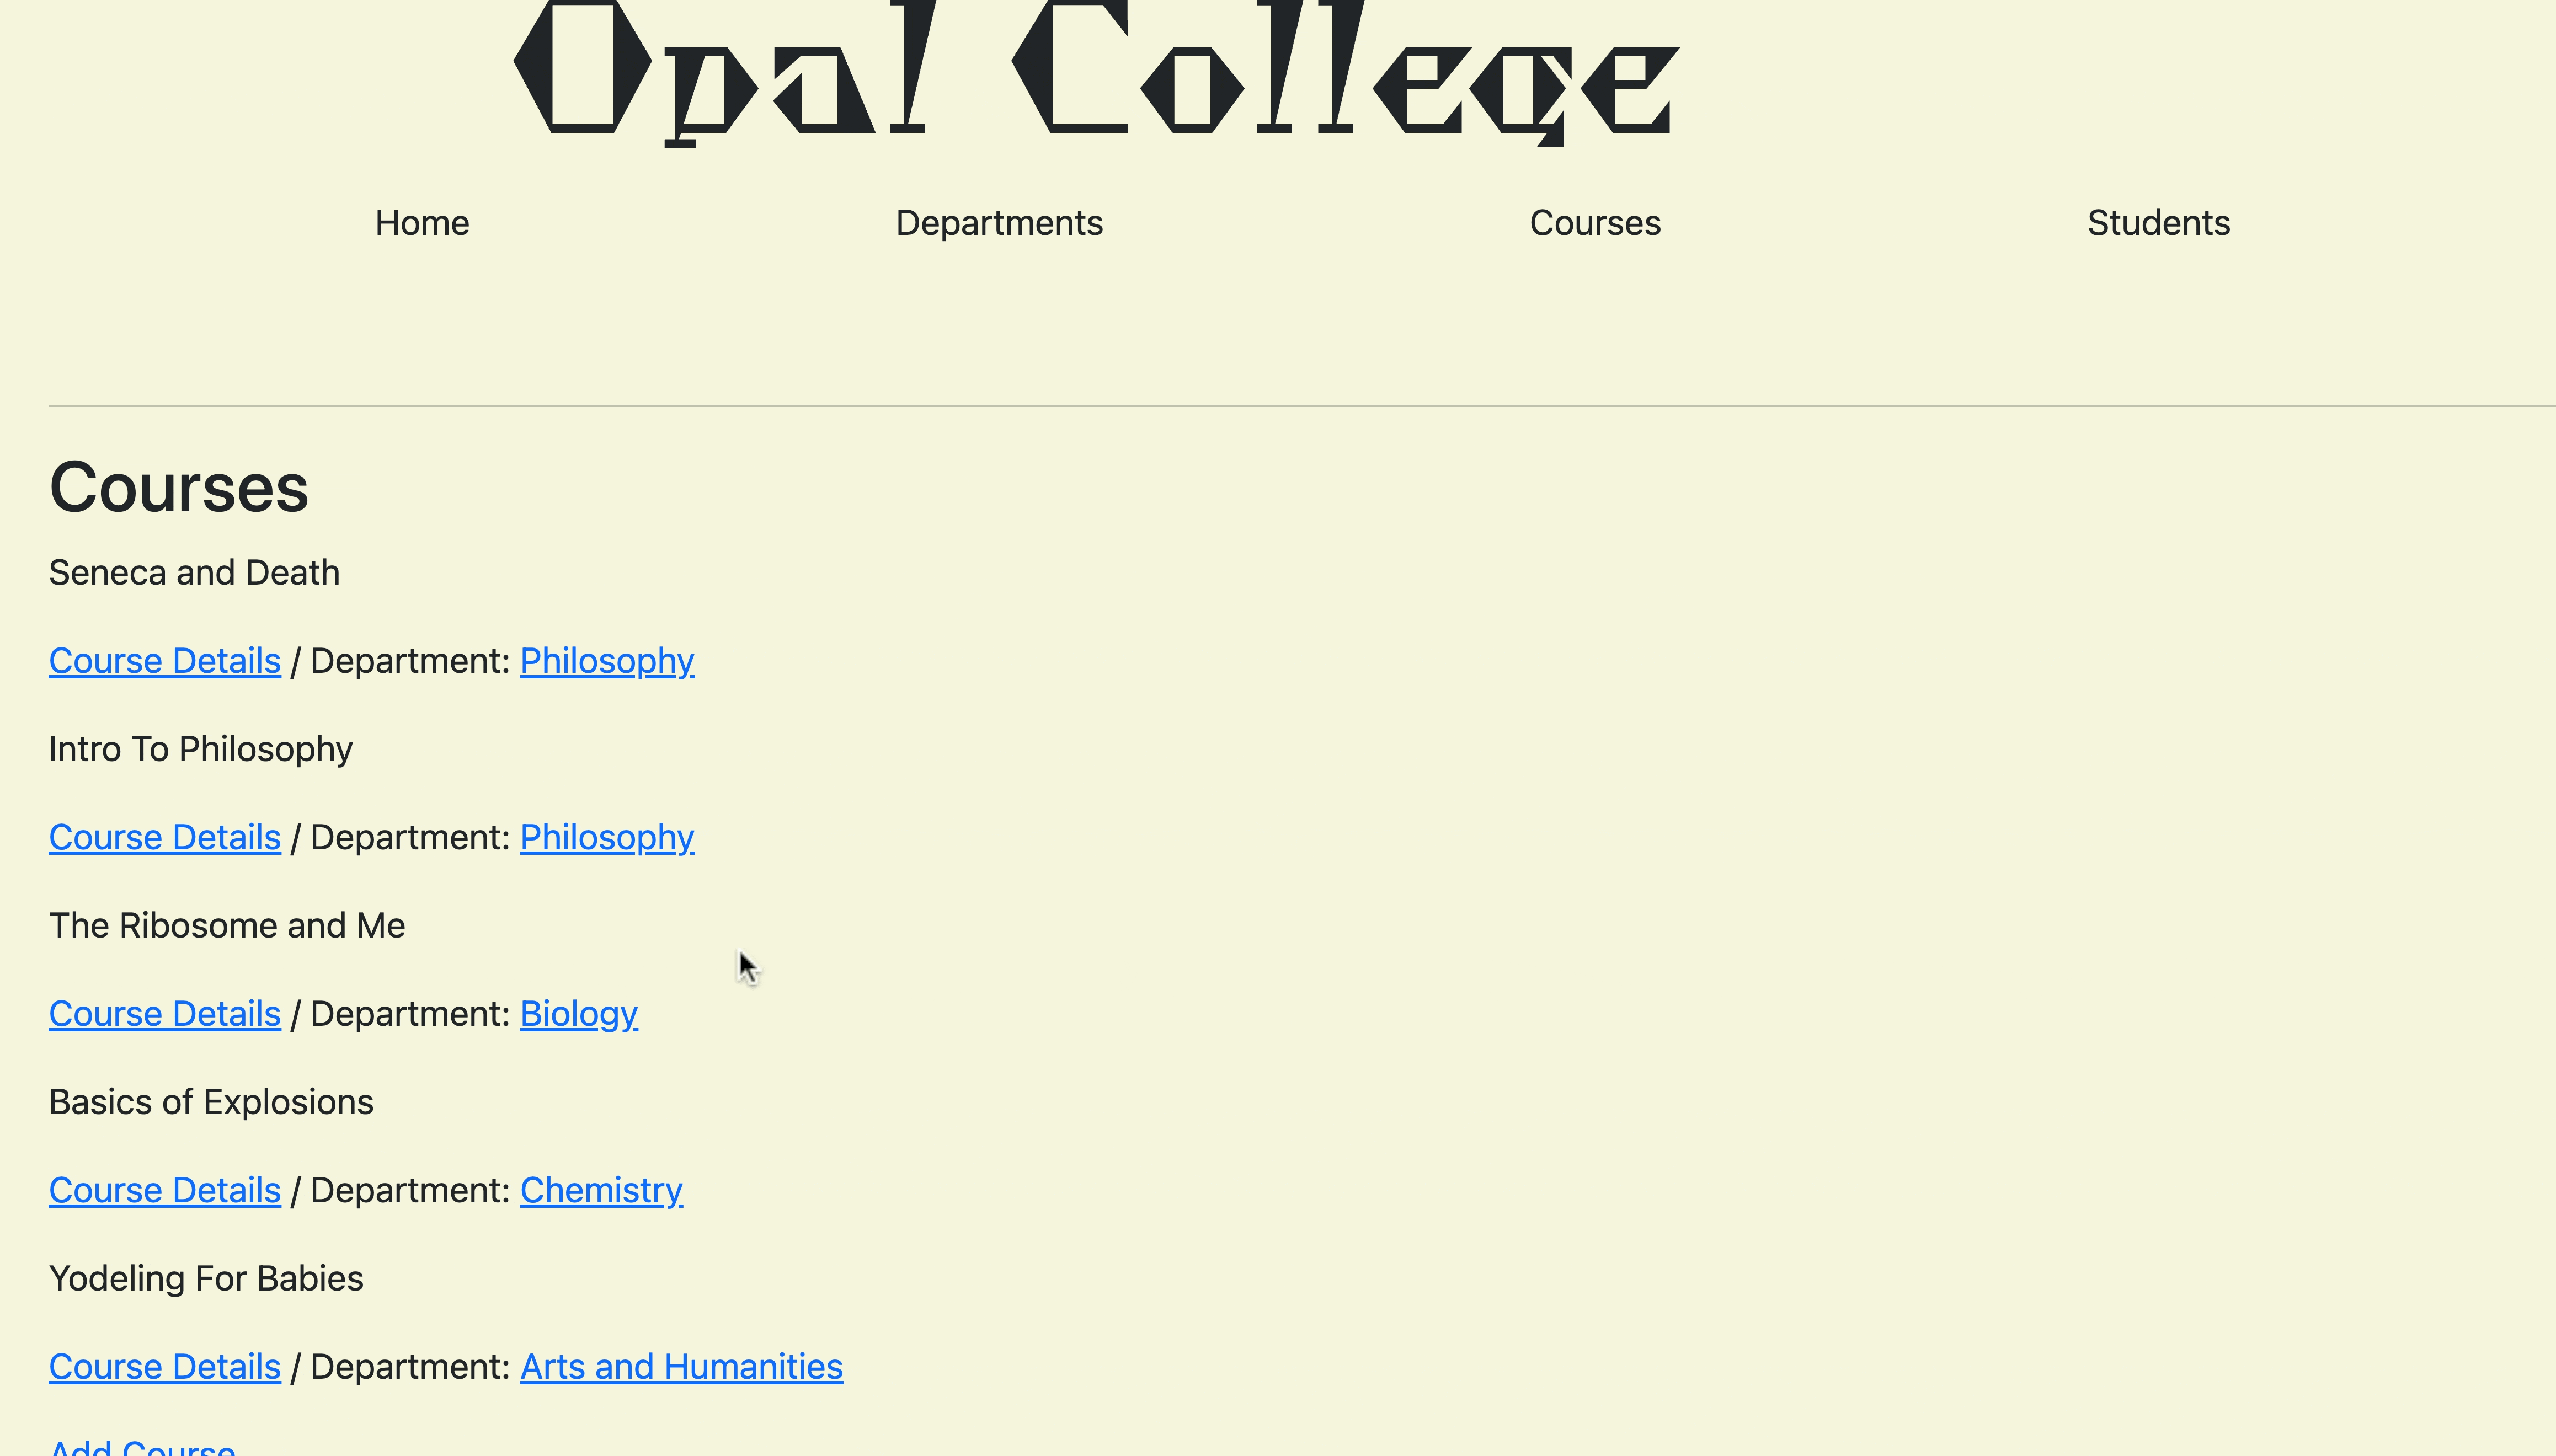 Opal College
Home Departments Courses Students
Courses
Seneca and Death
Course Details / Department: Philosophy
Intro To Philosophy
Course Details / Department: Philosophy
The Ribosome and Me
Course Details / Department: Biology
Basics of Explosions
Course Details / Department: Chemistry
Yodeling For Babies
Course Details / Department: Arts and Humanities
Add Course